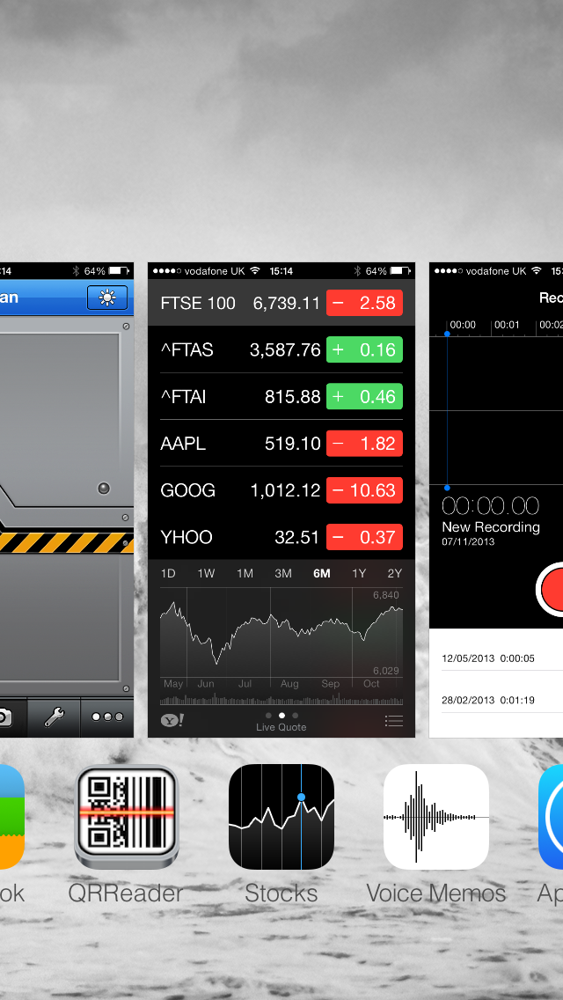 :14 64%
an
vodafone UK 15:14 64%
FTSE 100 6,739.11 – 2.58
^FTAS 3,587.76 + 0.16
^FTAI 815.88 + 0.46
AAPL 519.10 – 1.82
GOOG 1,012.12 – 10.63
YHOO 32.51 – 0.37
1D 1W 1M 3M 6M 1Y 2Y
6,840
6,029
May Jun Jul Aug Sep Oct
Y!
Live Quote
vodafone UK 15:
Rec
00:00 00:01 00:02
00:00.00
New Recording
07/11/2013
12/05/2013 0:00:05
28/02/2013 0:01:19
ok QRReader Stocks Voice Memos Ap